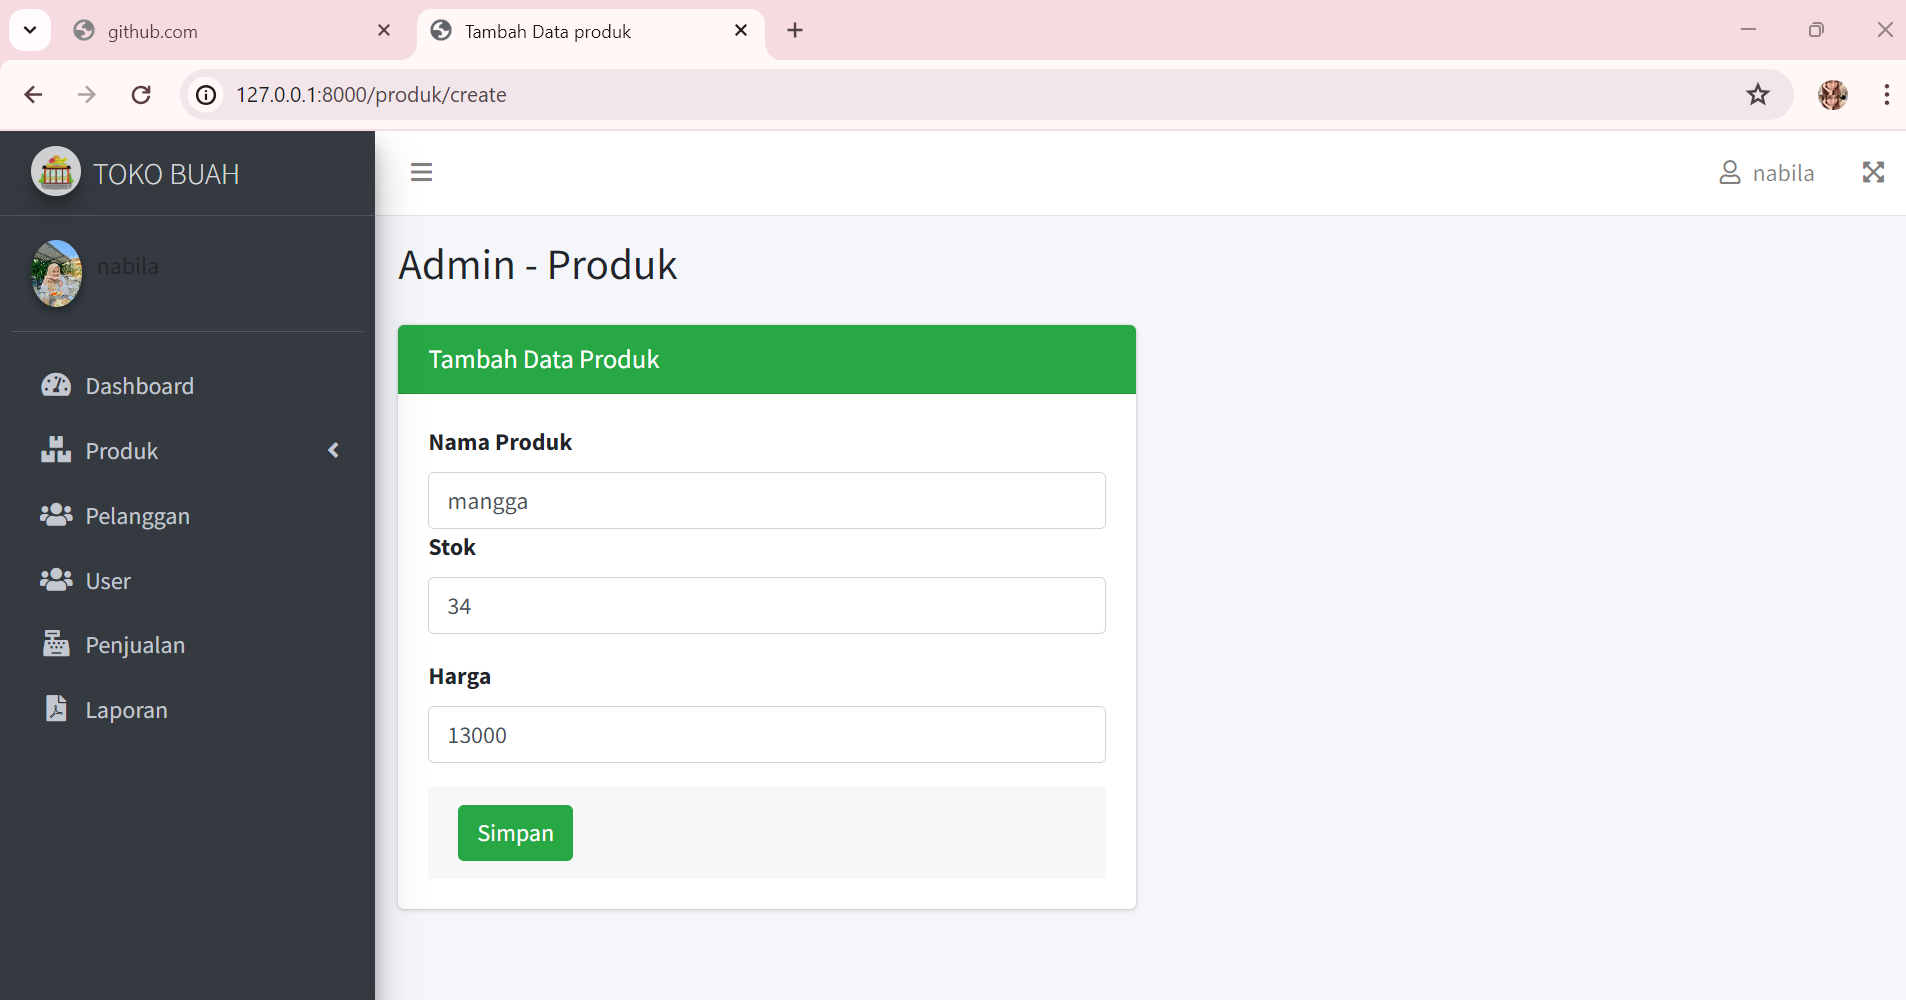 github.com
Tambah Data produk
127.0.0.1:8000/produk/create
TOKO BUAH
nabila
nabila
Admin - Produk
Dashboard
Produk
Pelanggan
User
Penjualan
Laporan
Tambah Data Produk
Nama Produk
mangga
Stok
34
Harga
13000
Simpan